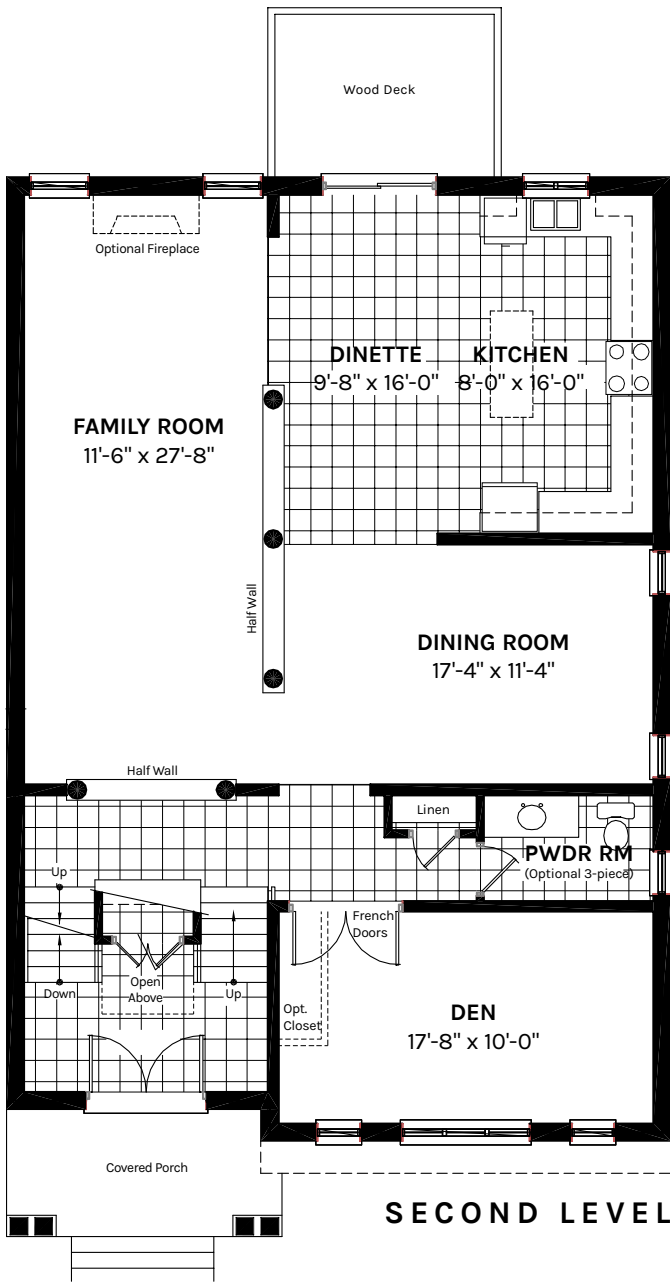 Wood Deck
Optional Fireplace
DINETTE
9'-8" x 16'-0"
KITCHEN
8'-0" x 16'-0"
FAMILY ROOM
11'-6" x 27'-8"
Half Wall
DINING ROOM
17'-4" x 11'-4"
Half Wall
Linen
PWDR RM
(Optional 3-piece)
Up
Down
Open
Above
Up
French
Doors
Opt.
Closet
DEN
17'-8" x 10'-0"
Covered Porch
SECOND LEVEL